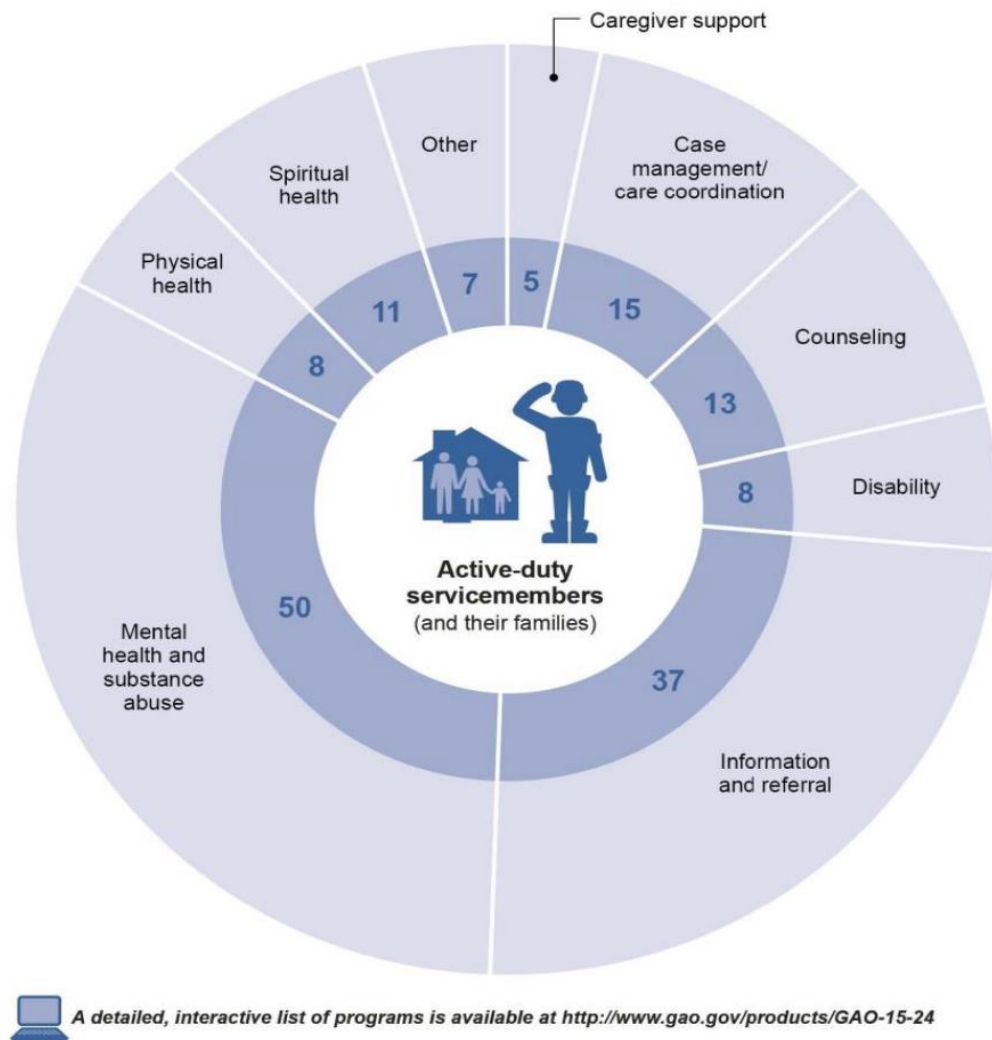 Caregiver support
Case
management/
care coordination
15
Counseling
13
Disability
8
Information
and referral
37
Mental
health and
substance
abuse
50
Physical
health
8
Spiritual
health
11
Other
7
5
Active-duty
servicemembers
(and their families)
A detailed, interactive list of programs is available at http://www.gao.gov/products/GAO-15-24